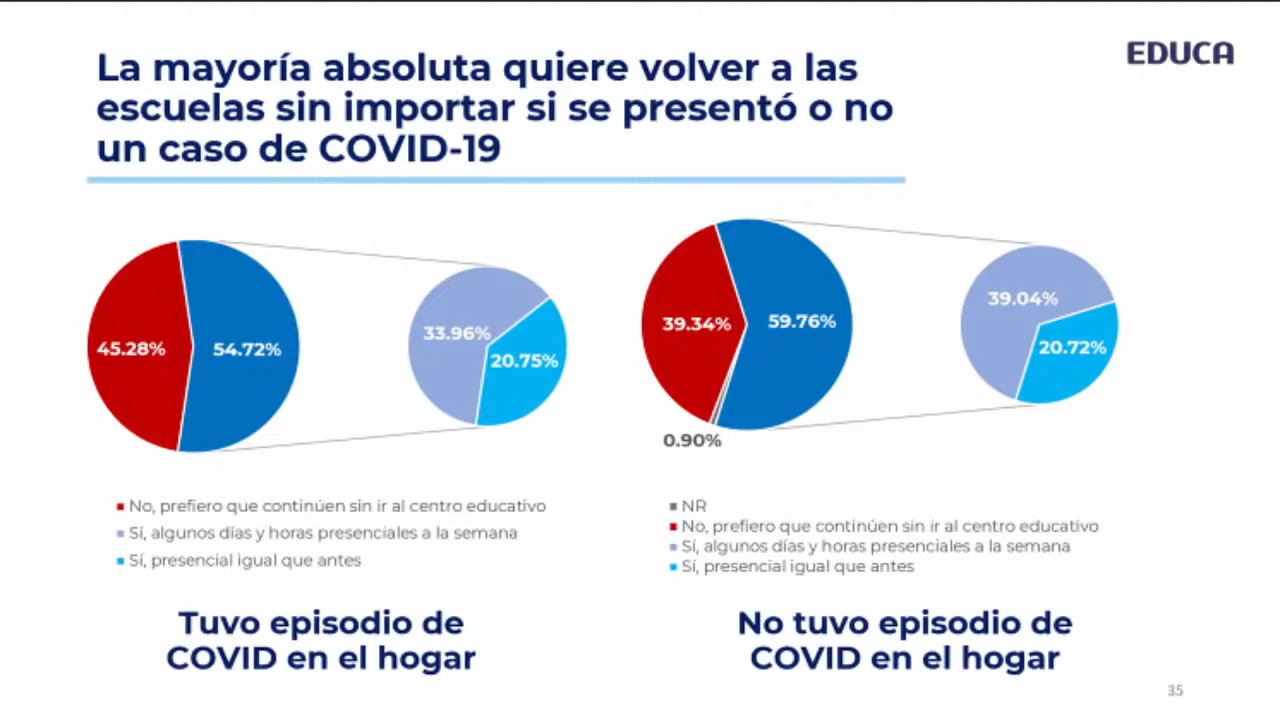 La mayoría absoluta quiere volver a las
escuelas sin importar si se presentó o no
un caso de COVID-19
EDUCA
45.28%
54.72%
33.96%
20.75%
No, prefiero que continúen sin ir al centro educativo
Sí, algunos días y horas presenciales a la semana
Sí, presencial igual que antes
Tuvo episodio de
COVID en el hogar
39.34%
59.76%
0.90%
39.04%
20.72%
NR
No, prefiero que continúen sin ir al centro educativo
Sí, algunos días y horas presenciales a la semana
Sí, presencial igual que antes
No tuvo episodio de
COVID en el hogar
35